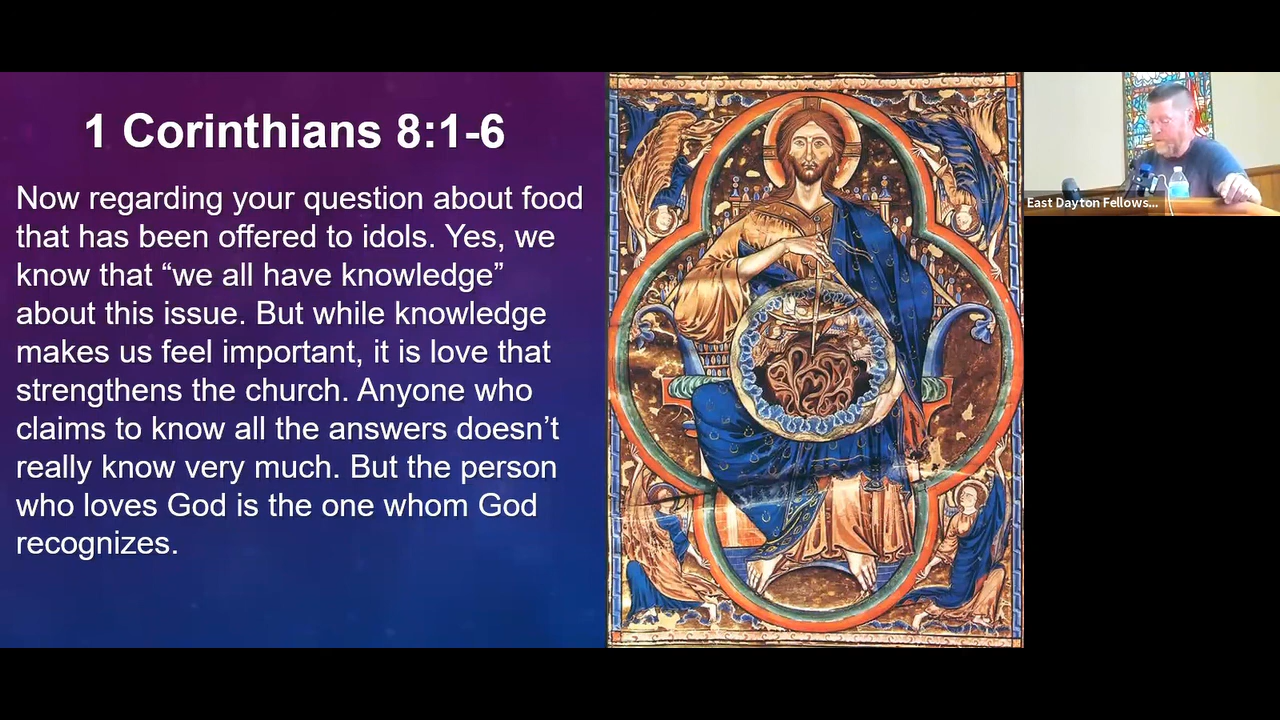 1 Corinthians 8:1-6
Now regarding your question about food
that has been offered to idols. Yes, we
know that “we all have knowledge”
about this issue. But while knowledge
makes us feel important, it is love that
strengthens the church. Anyone who
claims to know all the answers doesn’t
really know very much. But the person
who loves God is the one whom God
recognizes.
East Dayton Fellows...